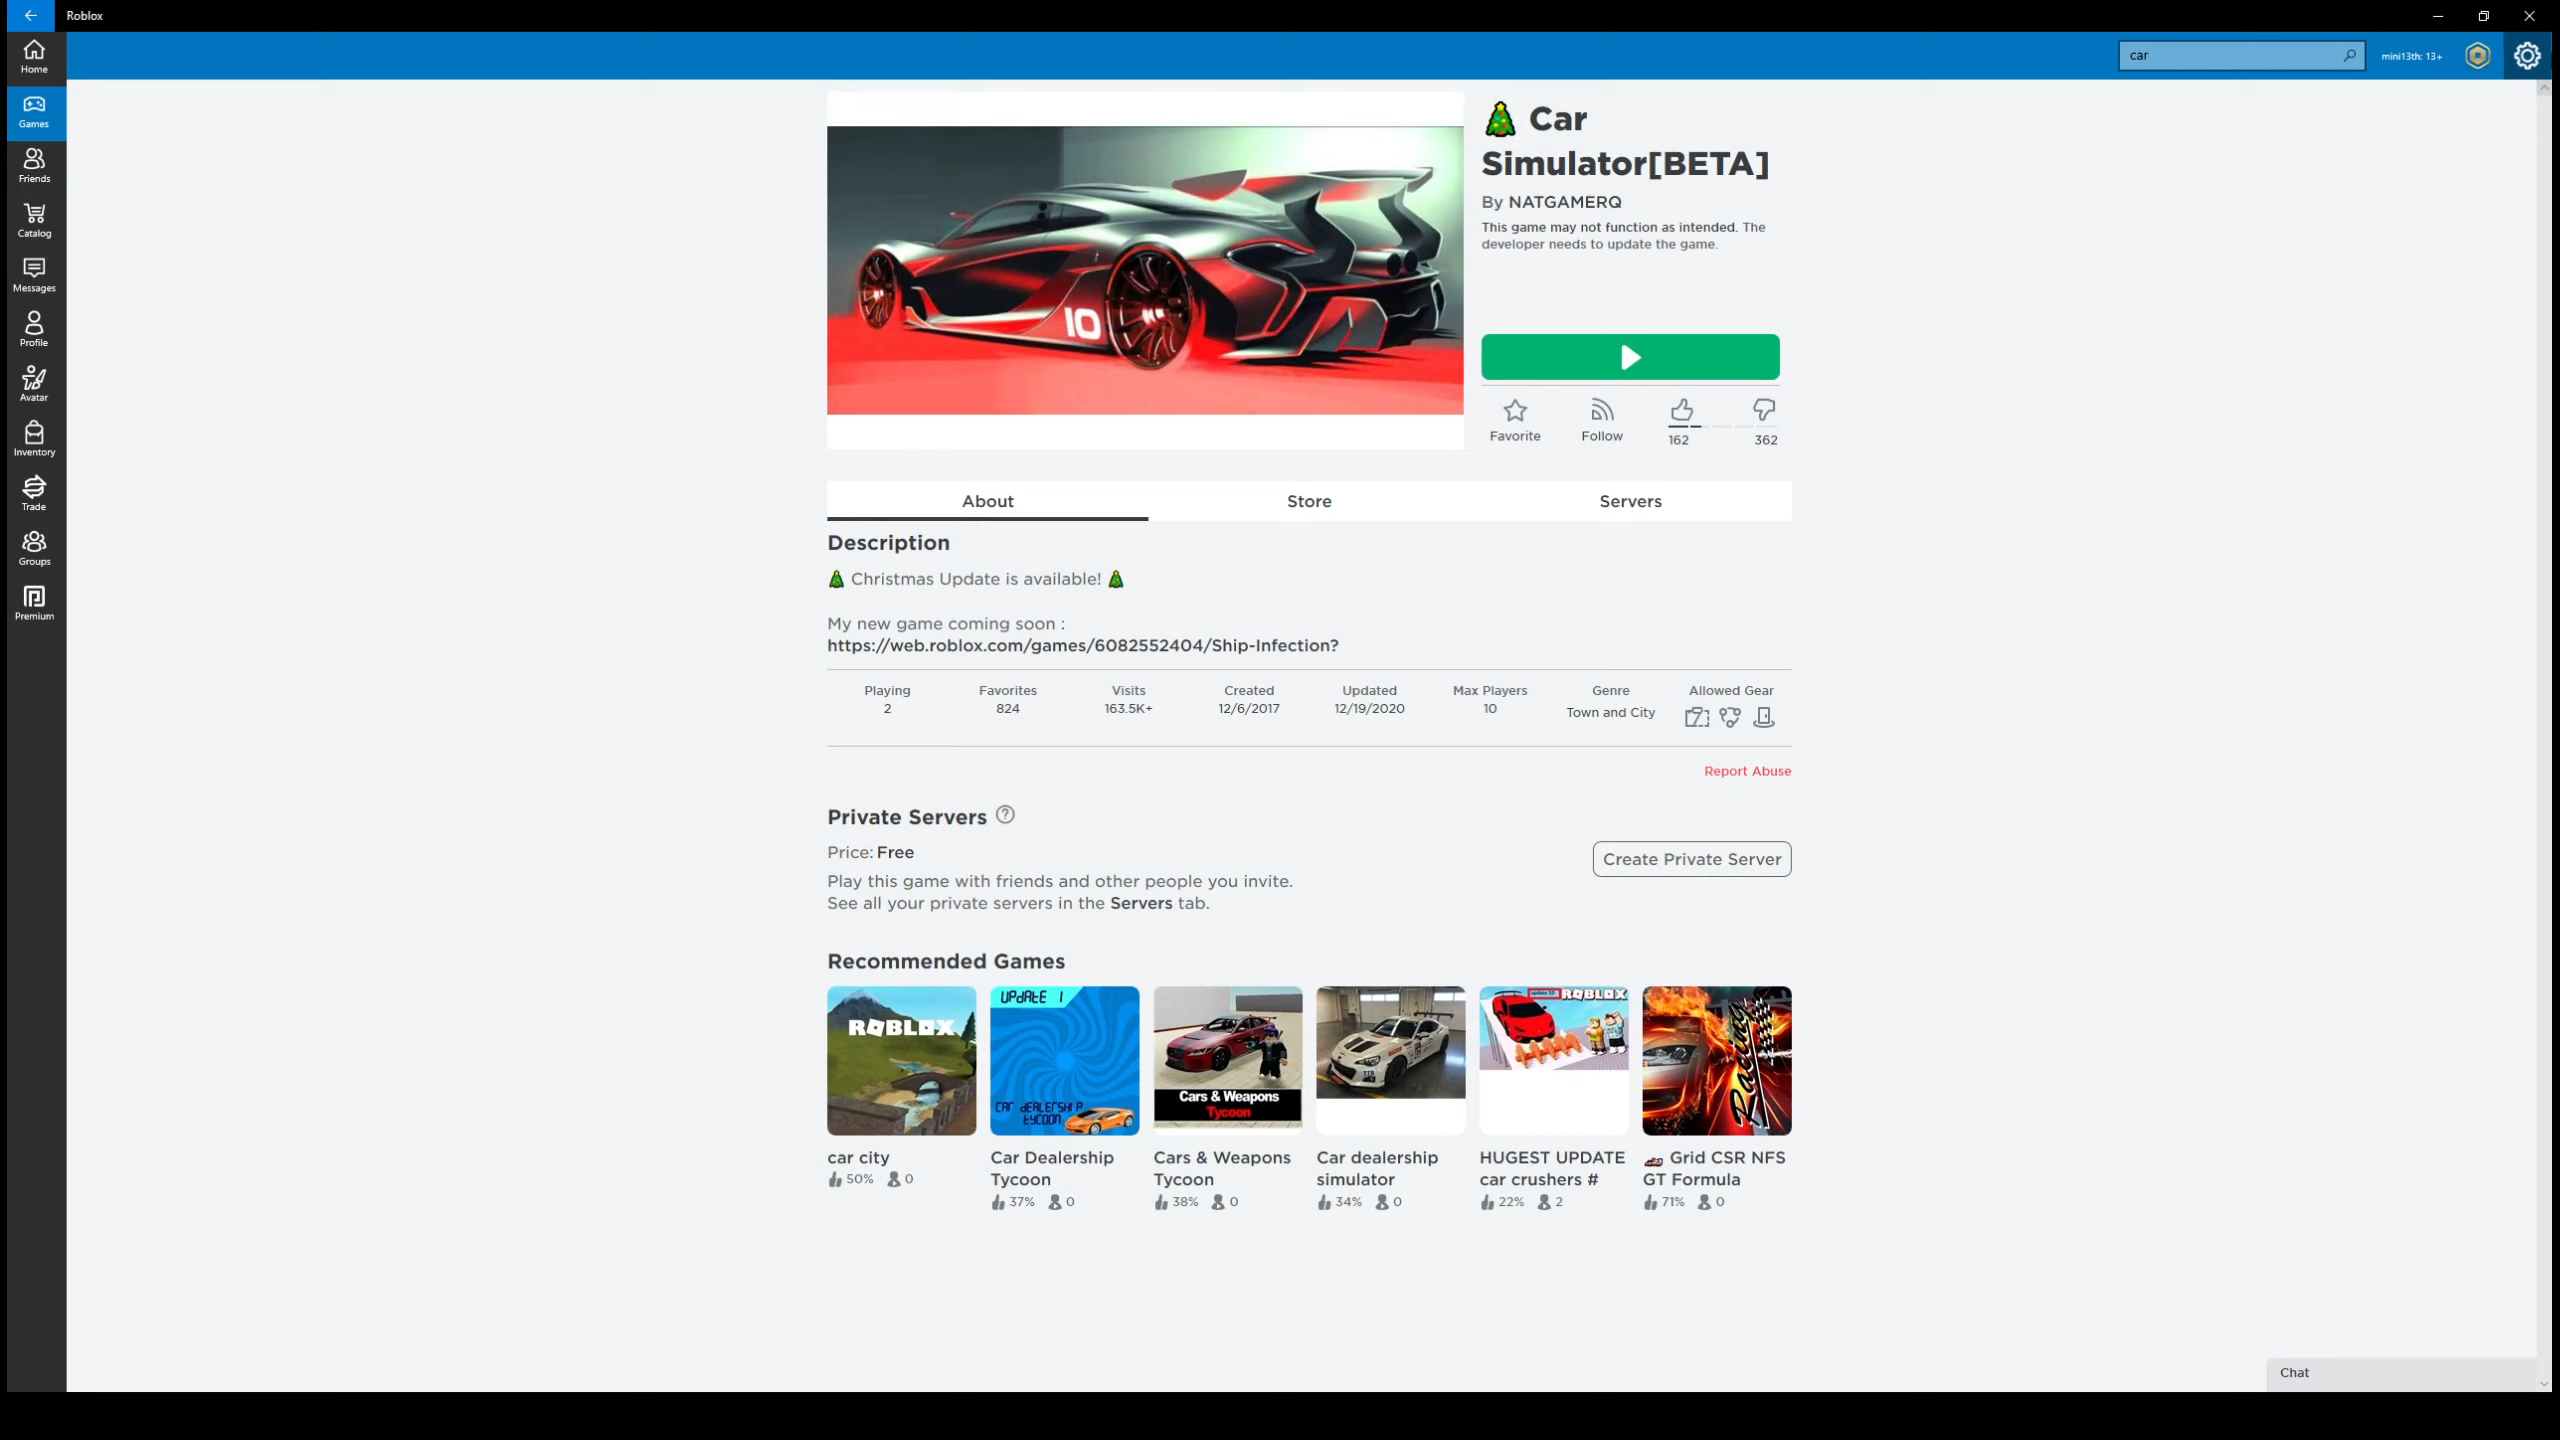 Roblox
car
mini13th: 13+
Home
Games
Friends
Catalog
Messages
Profile
Avatar
Inventory
Trade
Groups
Premium
10
🎄 Car
Simulator[BETA]
By NATGAMERQ
This game may not function as intended. The
developer needs to update the game.
Favorite
Follow
162
362
About
Store
Servers
Description
🎄 Christmas Update is available! 🎄
My new game coming soon :
https://web.roblox.com/games/6082552404/Ship-Infection?
Playing
2
Favorites
824
Visits
163.5K+
Created
12/6/2017
Updated
12/19/2020
Max Players
10
Genre
Town and City
Allowed Gear
Report Abuse
Private Servers
Price: Free
Create Private Server
Play this game with friends and other people you invite.
See all your private servers in the Servers tab.
Recommended Games
ROBLOX
UPdAtE 1
CAr dEALErSHiP
tYCOON
Cars & Weapons
Tycoon
ROBLOX
Racing
car city
50% 0
Car Dealership
Tycoon
37% 0
Cars & Weapons
Tycoon
38% 0
Car dealership
simulator
34% 0
HUGEST UPDATE
car crushers #
22% 2
Grid CSR NFS
GT Formula
71% 0
Chat